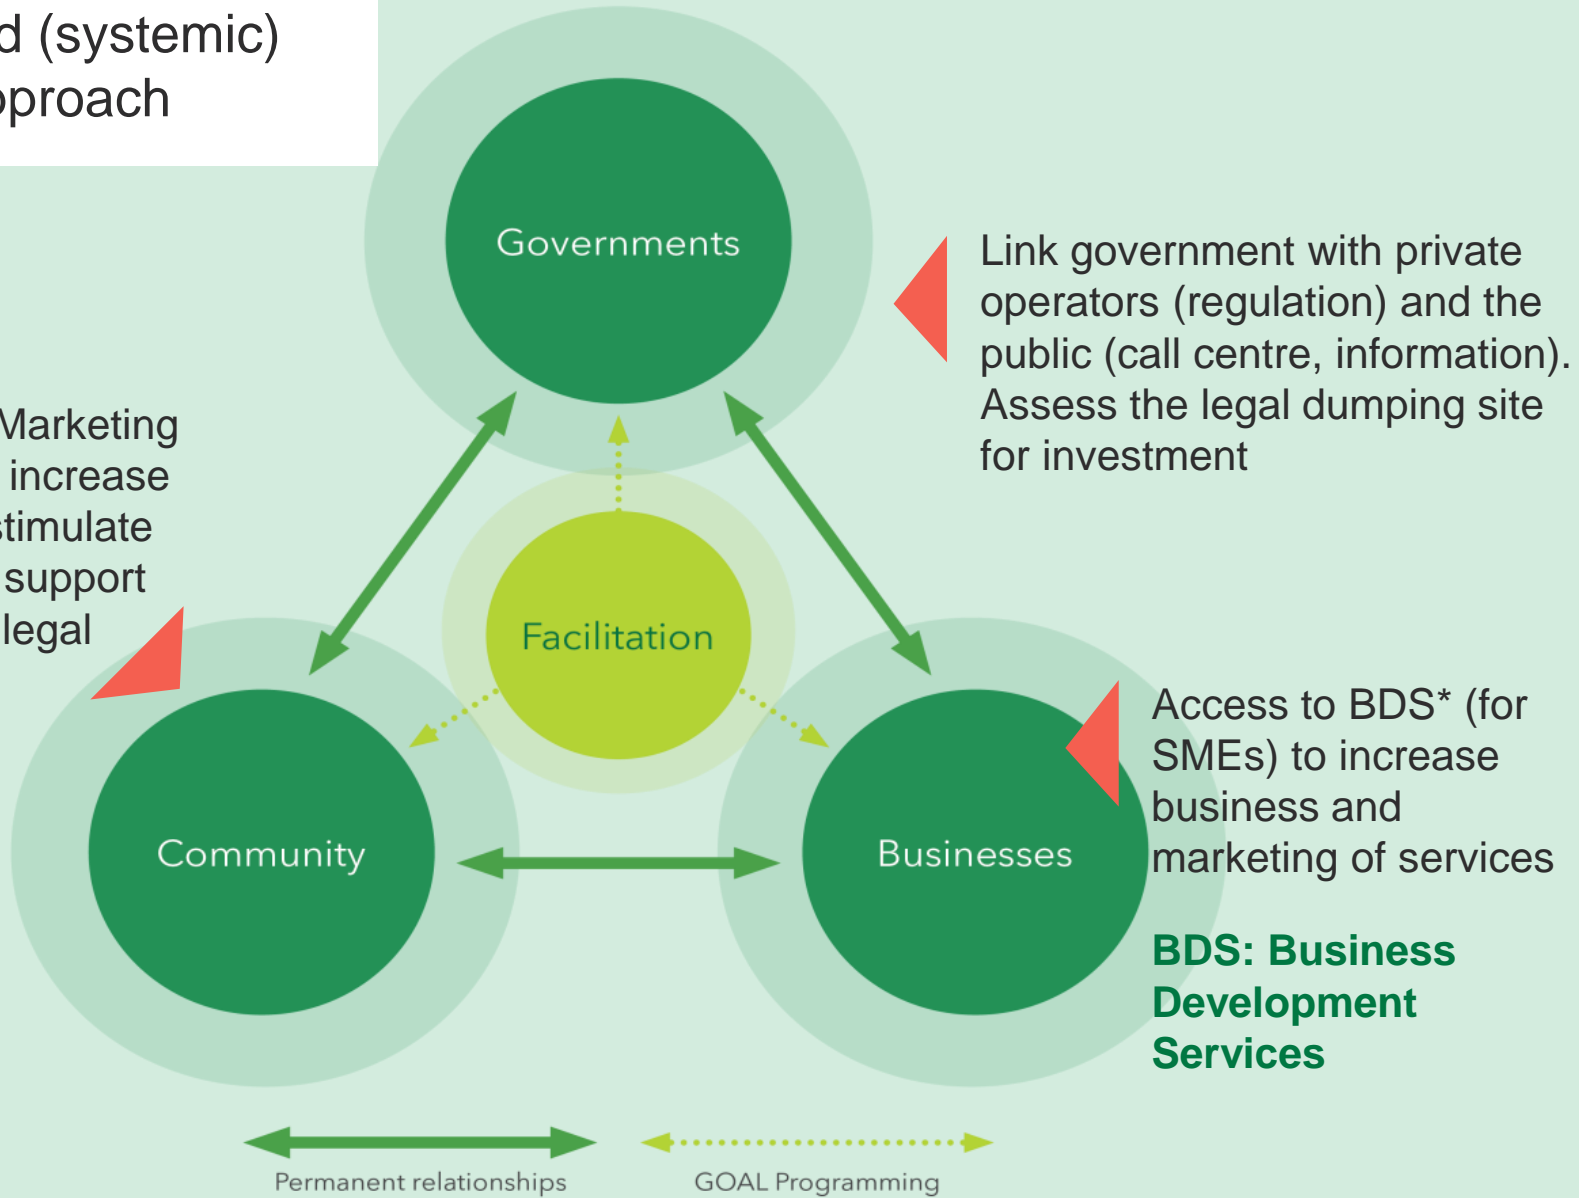 (systemic)
Governments
Link government with private
operators (regulation) and the
public (call centre, information).
Assess the legal dumping site
for investment
Marketing
increase
stimulate
support
legal
Facilitation
Community
Businesses
Access to BDS* (for
SMEs) to increase
business and
marketing of services
BDS: Business
Development
Services
Permanent relationships
GOAL Programming